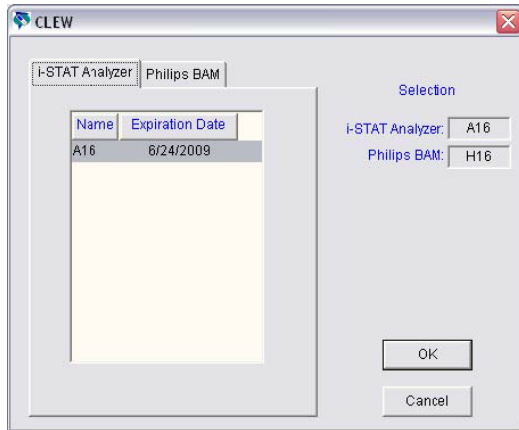 CLEW
i-STAT Analyzer
Philips BAM
Selection
Name
Expiration Date
i-STAT Analyzer: A16
A16 6/24/2009
Philips BAM: H16
OK
Cancel